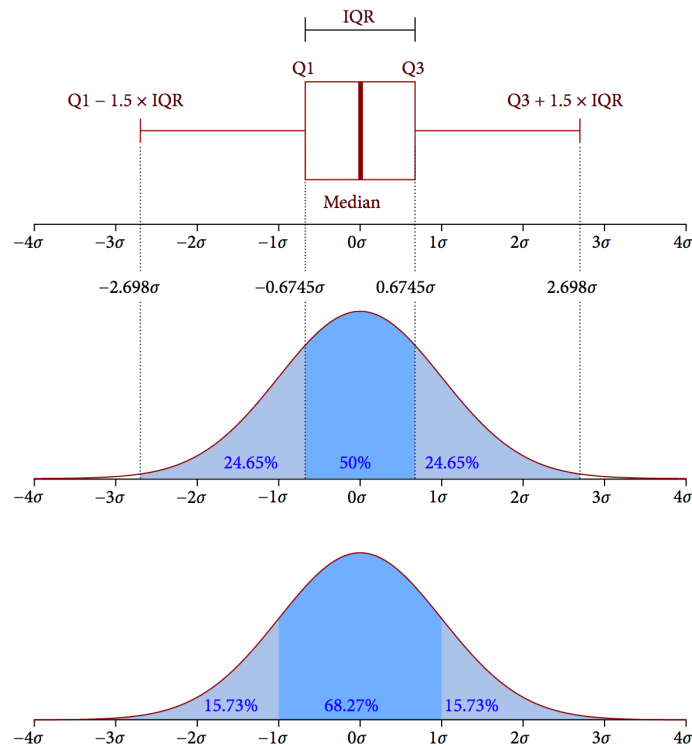 IQR
Q1 Q3
Q1 − 1.5 × IQR Q3 + 1.5 × IQR
Median
−4σ −3σ −2σ −1σ 0σ 1σ 2σ 3σ 4σ
−2.698σ −0.6745σ 0.6745σ 2.698σ
24.65% 50% 24.65%
−4σ −3σ −2σ −1σ 0σ 1σ 2σ 3σ 4σ
15.73% 68.27% 15.73%
−4σ −3σ −2σ −1σ 0σ 1σ 2σ 3σ 4σ